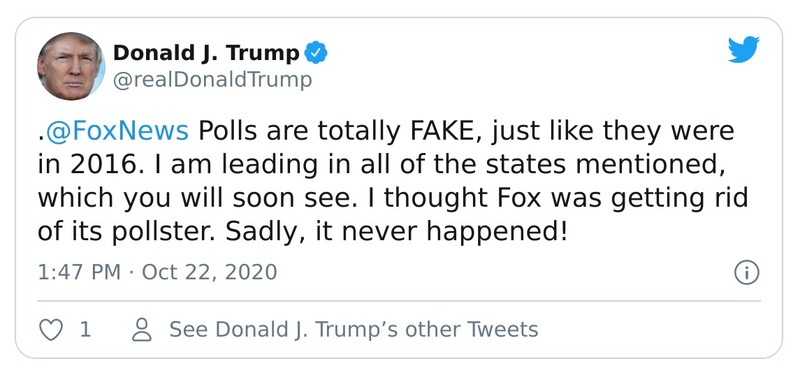 Donald J. Trump
@realDonaldTrump
.@FoxNews Polls are totally FAKE, just like they were
in 2016. I am leading in all of the states mentioned,
which you will soon see. I thought Fox was getting rid
of its pollster. Sadly, it never happened!
1:47 PM · Oct 22, 2020
1 See Donald J. Trump’s other Tweets